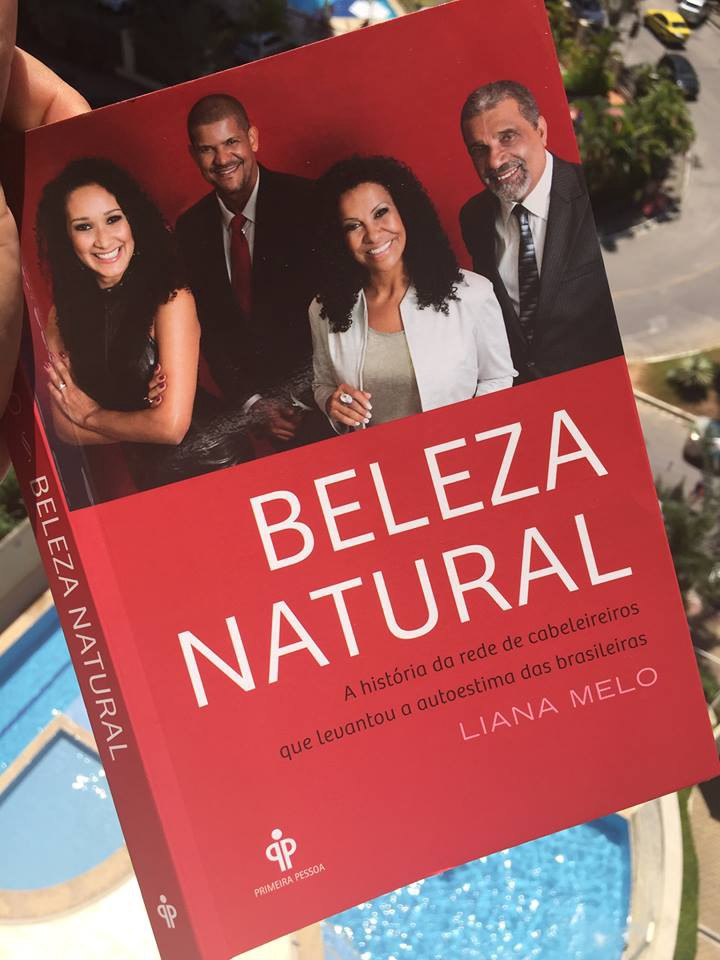 BELEZA
NATURAL
A história da rede de cabeleireiros
que levantou a autoestima das brasileiras
LIANA MELO
PRIMEIRA PESSOA
BELEZA NATURAL